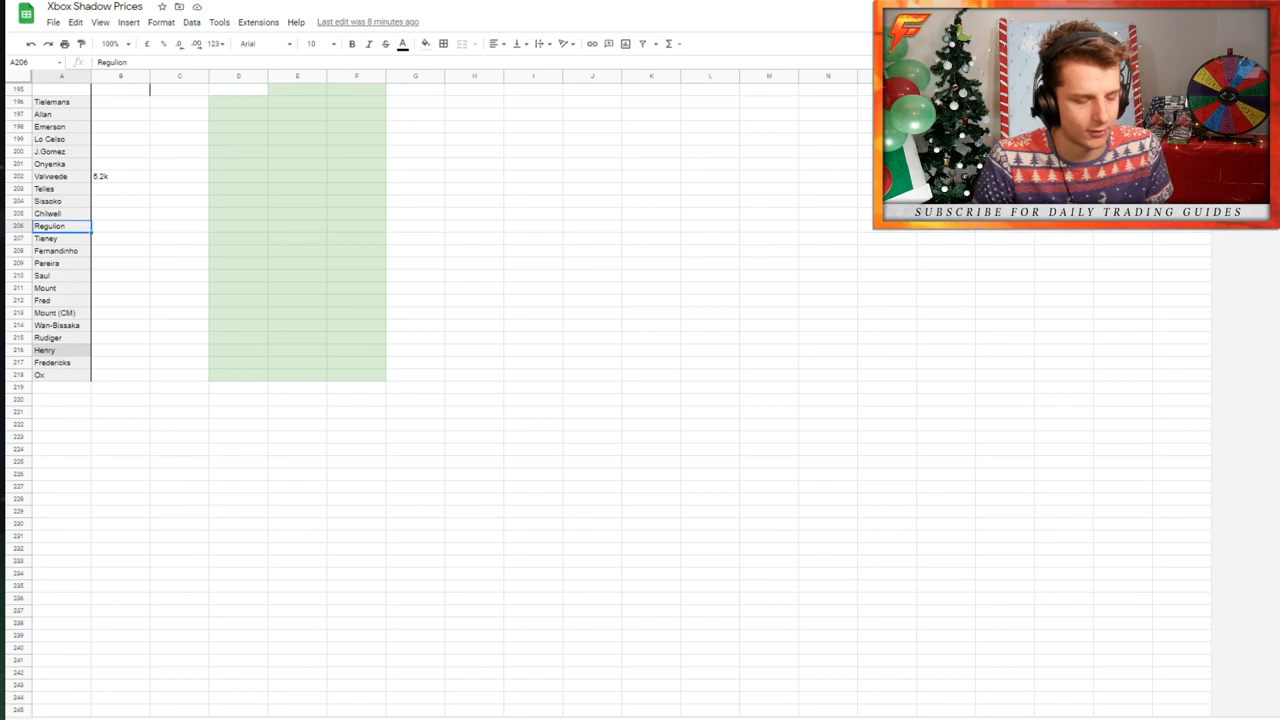 Xbox Shadow Prices
File Edit View Insert Format Data Tools Extensions Help Last edit was 8 minutes ago
100% £ % .0 .00 123 Arial 10 B I S A
A206 fx Regulion
A B C D E F G H I J K L M N
195
196 Tielemans
197 Allan
198 Emerson
199 Lo Celso
200 J.Gomez
201 Onyenka
202 Valvwede 5.2k
203 Telles
204 Sissoko
205 Chilwell
206 Regulion
207 Tieney
208 Fernandinho
209 Pereira
210 Saul
211 Mount
212 Fred
213 Mount (CM)
214 Wan-Bissaka
215 Rudiger
216 Henry
217 Fredericks
218 Ox
219
220
221
222
223
224
225
226
227
228
229
230
231
232
233
234
235
236
237
238
239
240
241
242
243
244
245
SUBSCRIBE FOR DAILY TRADING GUIDES